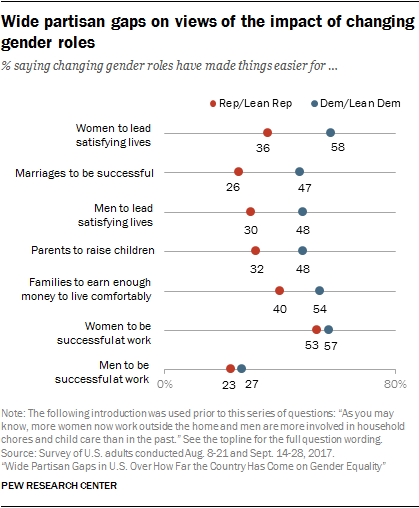 Wide partisan gaps on views of the impact of changing
gender roles
% saying changing gender roles have made things easier for ...
Rep/Lean Rep Dem/Lean Dem
Women to lead
satisfying lives
36 58
Marriages to be successful
26 47
Men to lead
satisfying lives
30 48
Parents to raise children
32 48
Families to earn enough
money to live comfortably
40 54
Women to be
successful at work
53 57
Men to be
successful at work
0% 80%
23 27
Note: The following introduction was used prior to this series of questions: “As you may
know, more women now work outside the home and men are more involved in household
chores and child care than in the past.” See the topline for the full question wording.
Source: Survey of U.S. adults conducted Aug. 8-21 and Sept. 14-28, 2017.
“Wide Partisan Gaps in U.S. Over How Far the Country Has Come on Gender Equality”
PEW RESEARCH CENTER